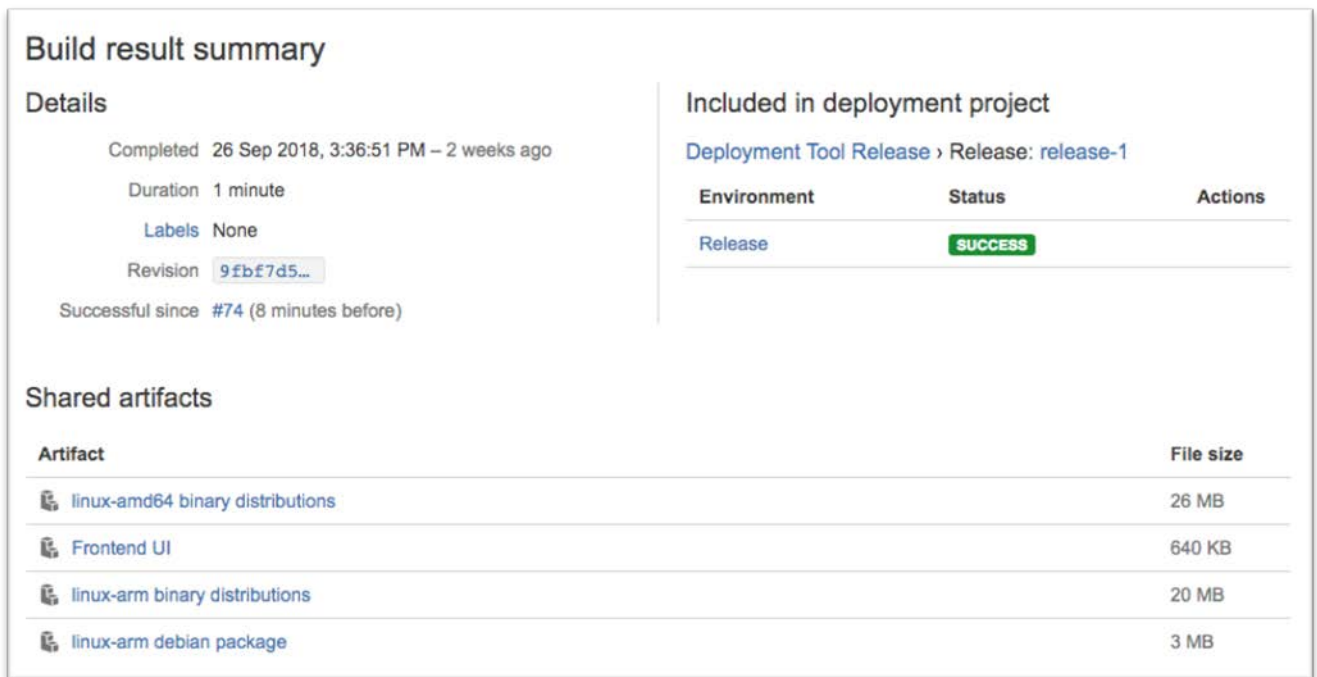 Build result summary
Details
Completed 26 Sep 2018, 3:36:51 PM – 2 weeks ago
Duration 1 minute
Labels None
Revision 9fbf7d5…
Successful since #74 (8 minutes before)
Included in deployment project
Deployment Tool Release › Release: release-1
Environment Status Actions
Release SUCCESS
Shared artifacts
Artifact File size
linux-amd64 binary distributions 26 MB
Frontend UI 640 KB
linux-arm binary distributions 20 MB
linux-arm debian package 3 MB